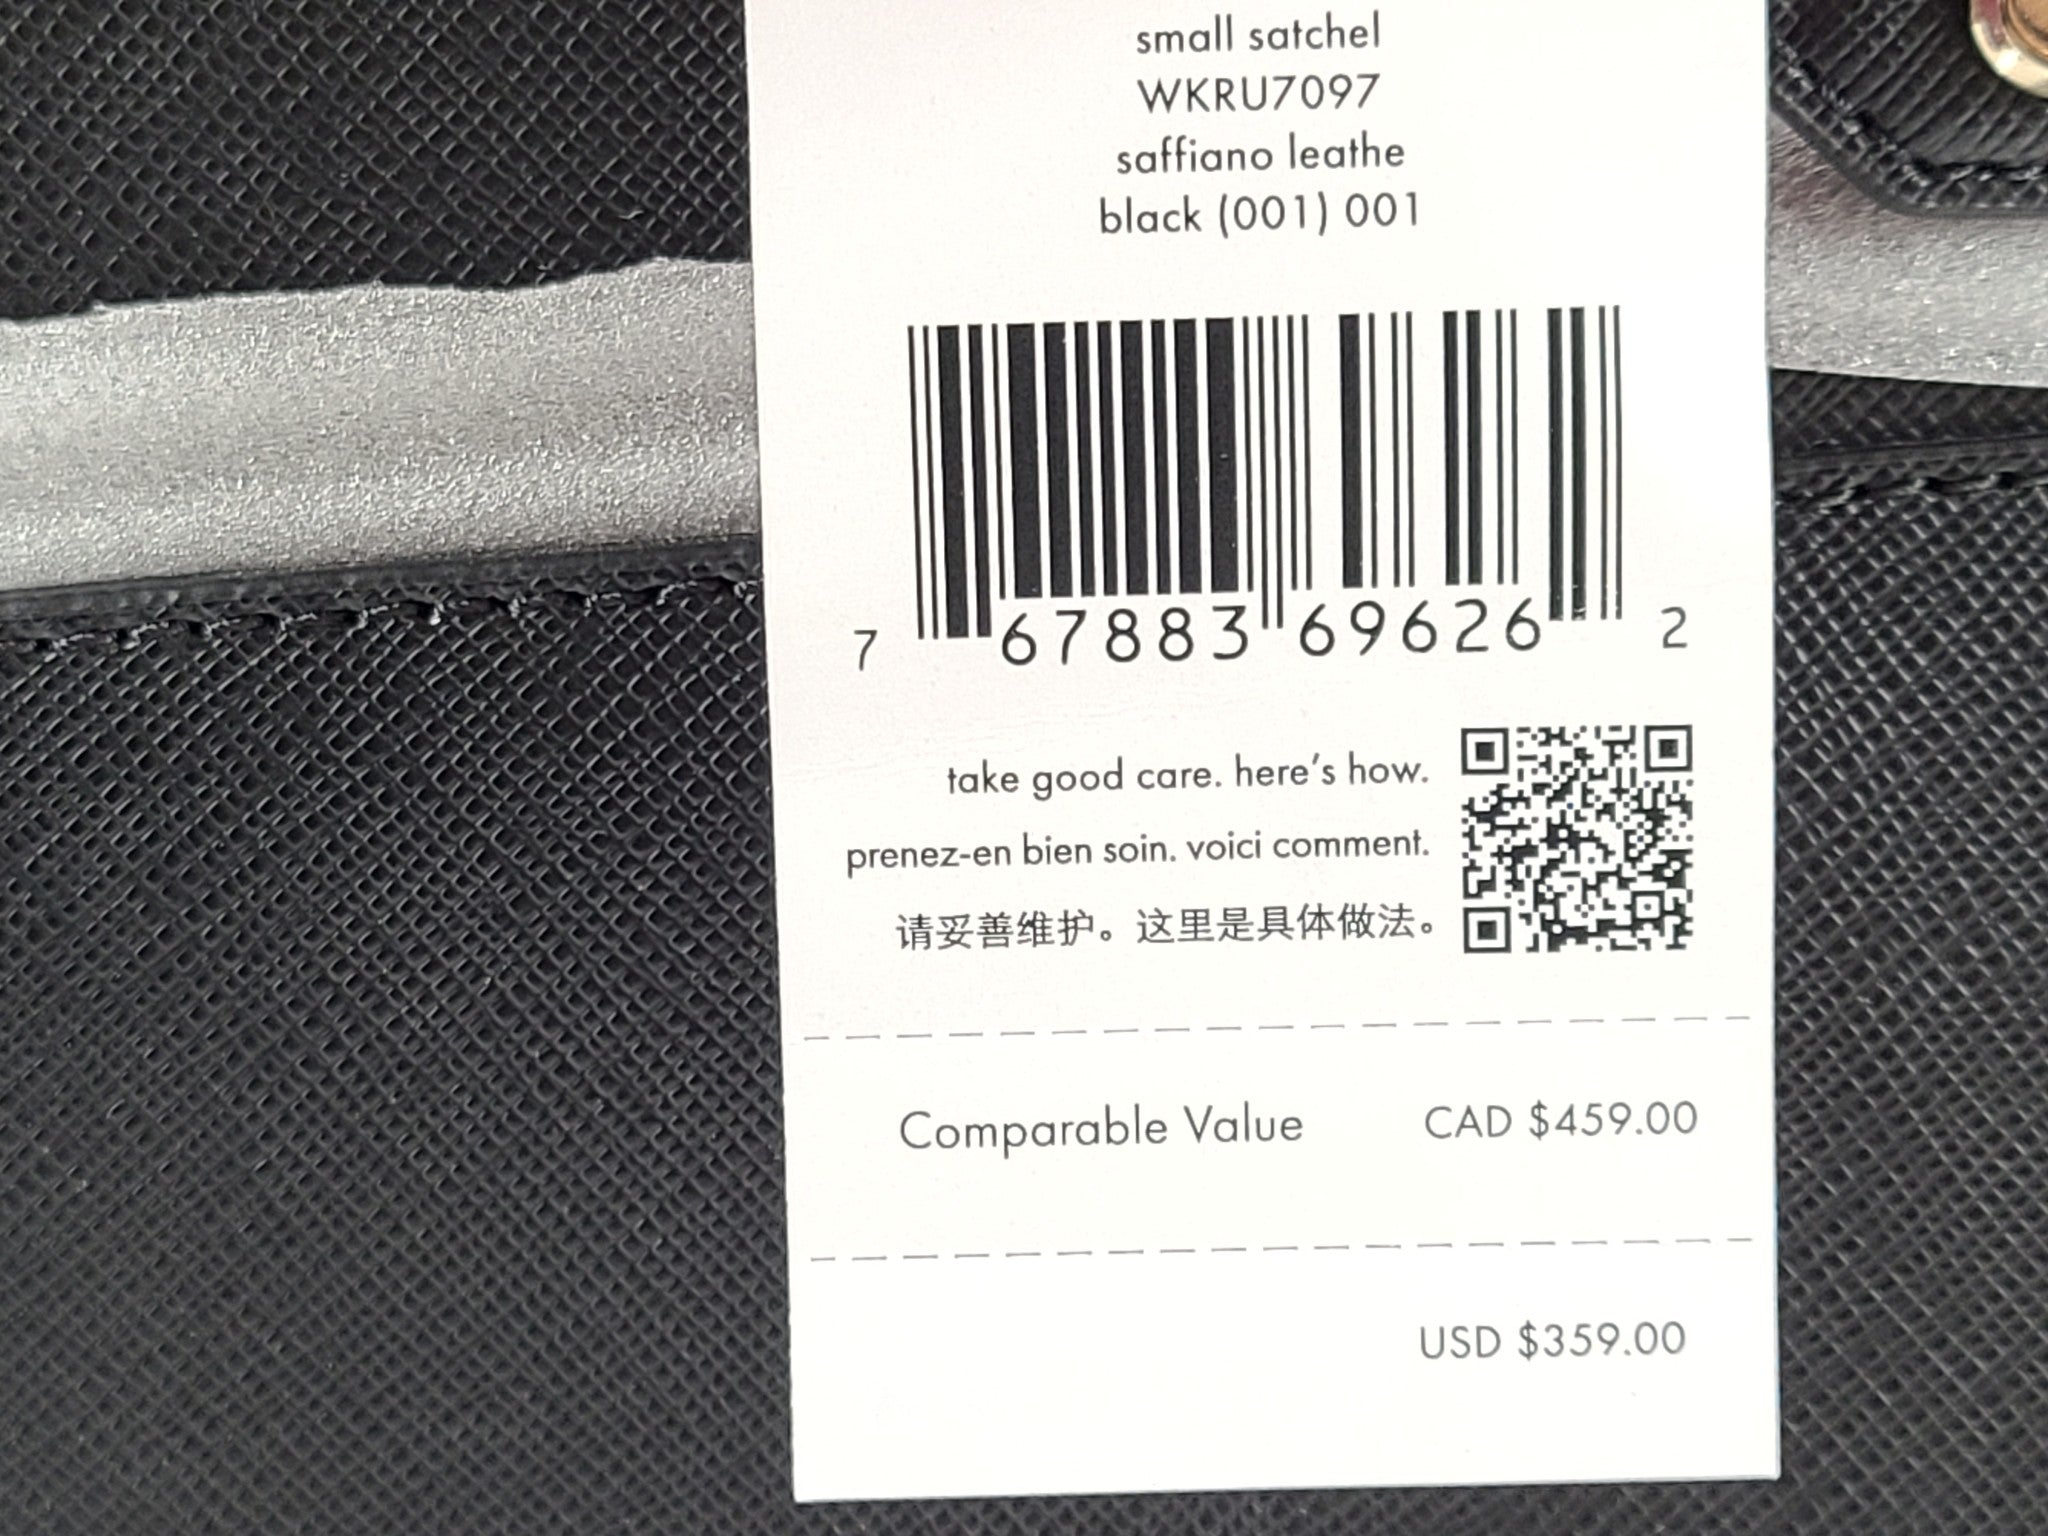 small satchel
WKRU7097
saffiano leathe
black (001) 001
7 67883 69626 2
take good care. here's how.
prenez-en bien soin. voici comment.
请妥善维护。这里是具体做法。
Comparable Value CAD $459.00
USD $359.00